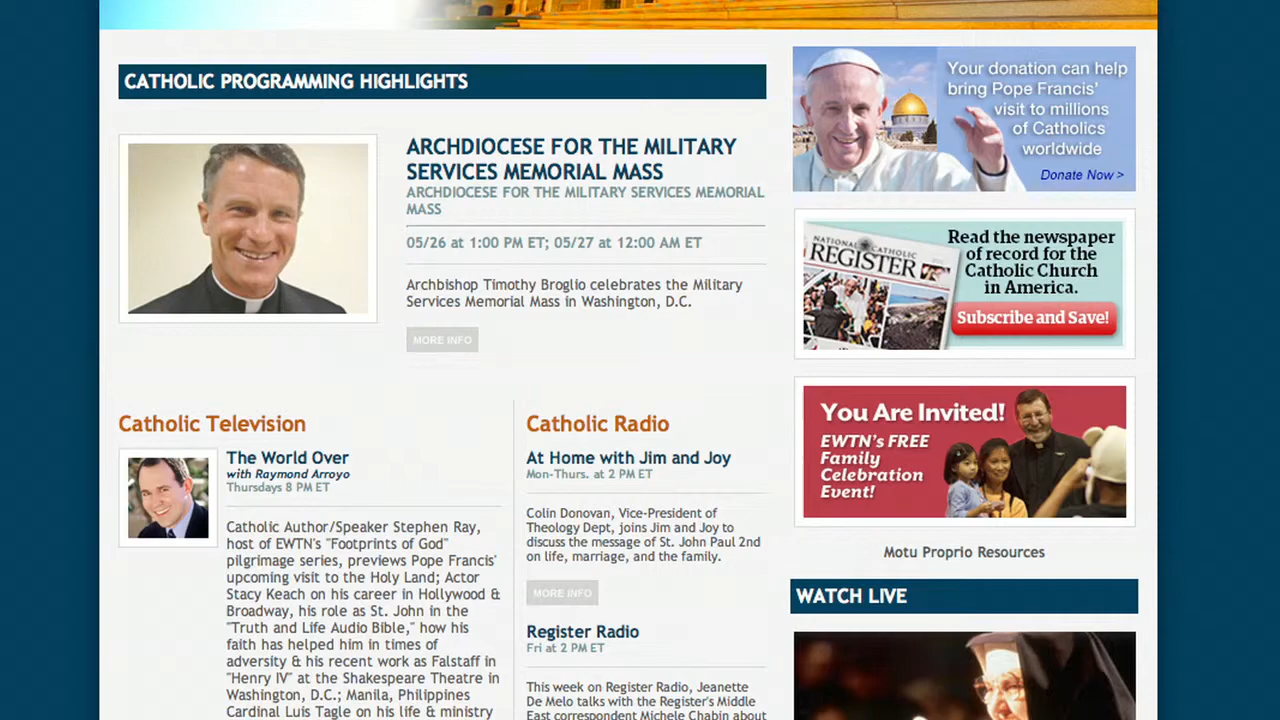 CATHOLIC PROGRAMMING HIGHLIGHTS
ARCHDIOCESE FOR THE MILITARY
SERVICES MEMORIAL MASS
ARCHDIOCESE FOR THE MILITARY SERVICES MEMORIAL
MASS
05/26 at 1:00 PM ET; 05/27 at 12:00 AM ET
Archbishop Timothy Broglio celebrates the Military
Services Memorial Mass in Washington, D.C.
MORE INFO
Catholic Television
The World Over
with Raymond Arroyo
Thursdays 8 PM ET
Catholic Author/Speaker Stephen Ray,
host of EWTN's "Footprints of God"
pilgrimage series, previews Pope Francis'
upcoming visit to the Holy Land; Actor
Stacy Keach on his career in Hollywood &
Broadway, his role as St. John in the
"Truth and Life Audio Bible," how his
faith has helped him in times of
adversity & his recent work as Falstaff in
"Henry IV" at the Shakespeare Theatre in
Washington, D.C.; Manila, Philippines
Cardinal Luis Tagle on his life & ministry
Catholic Radio
At Home with Jim and Joy
Mon-Thurs. at 2 PM ET
Colin Donovan, Vice-President of
Theology Dept, joins Jim and Joy to
discuss the message of St. John Paul 2nd
on life, marriage, and the family.
MORE INFO
Register Radio
Fri at 2 PM ET
This week on Register Radio, Jeanette
De Melo talks with the Register's Middle
East correspondent Michele Chabin about
Your donation can help
bring Pope Francis'
visit to millions
of Catholics
worldwide
Donate Now >
NATIONAL CATHOLIC
REGISTER
Read the newspaper
of record for the
Catholic Church
in America.
Subscribe and Save!
You Are Invited!
EWTN's FREE
Family
Celebration
Event!
Motu Proprio Resources
WATCH LIVE